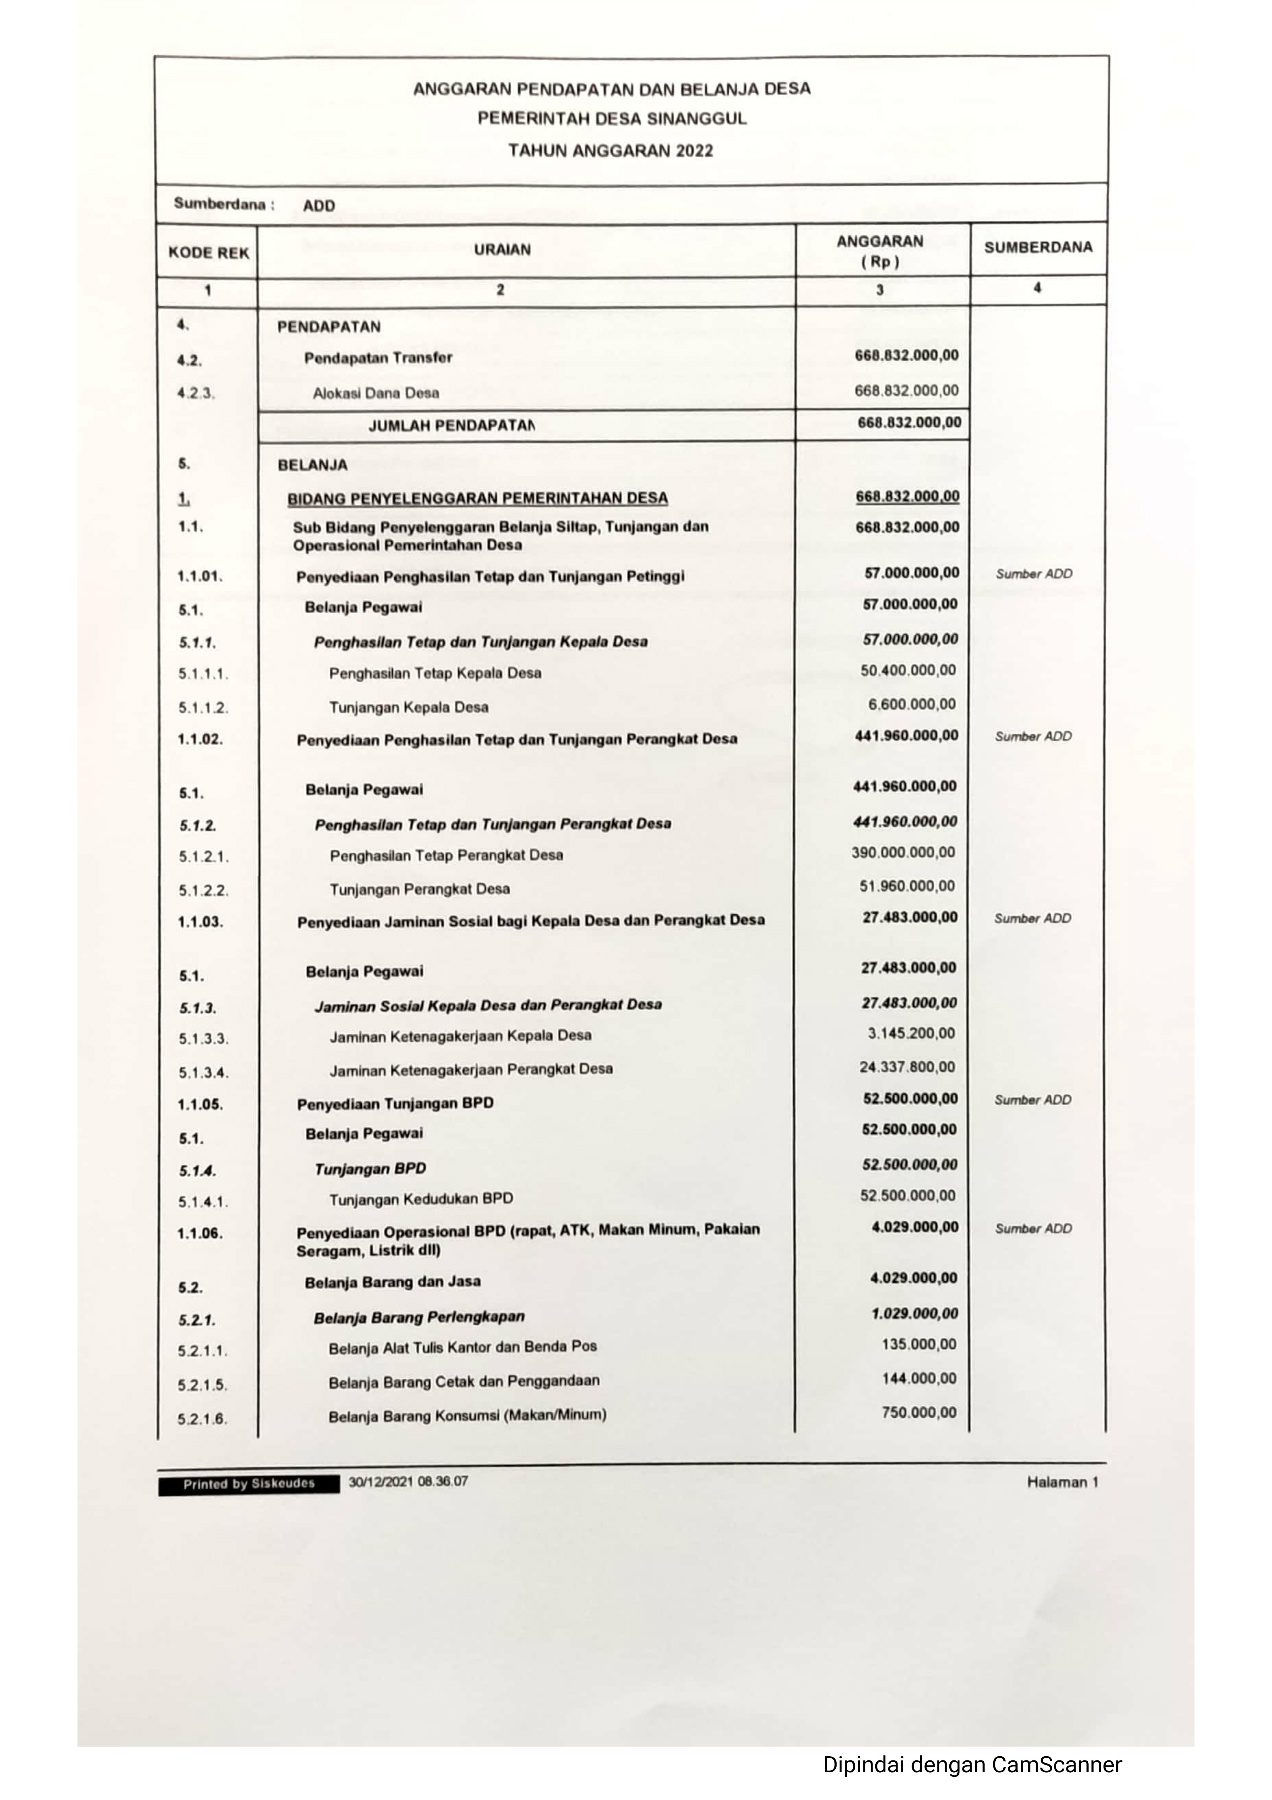 ANGGARAN PENDAPATAN DAN BELANJA DESA
PEMERINTAH DESA SINANGGUL
TAHUN ANGGARAN 2022
Sumberdana : ADD
KODE REK URAIAN ANGGARAN ( Rp ) SUMBERDANA
1 2 3 4
4. PENDAPATAN
4.2. Pendapatan Transfer 668.832.000,00
4.2.3. Alokasi Dana Desa 668.832.000,00
JUMLAH PENDAPATAN 668.832.000,00
5. BELANJA
1. BIDANG PENYELENGGARAN PEMERINTAHAN DESA 668.832.000,00
1.1. Sub Bidang Penyelenggaran Belanja Siltap, Tunjangan dan 668.832.000,00
Operasional Pemerintahan Desa
1.1.01. Penyediaan Penghasilan Tetap dan Tunjangan Petinggi 57.000.000,00 Sumber ADD
5.1. Belanja Pegawai 57.000.000,00
5.1.1. Penghasilan Tetap dan Tunjangan Kepala Desa 57.000.000,00
5.1.1.1. Penghasilan Tetap Kepala Desa 50.400.000,00
5.1.1.2. Tunjangan Kepala Desa 6.600.000,00
1.1.02. Penyediaan Penghasilan Tetap dan Tunjangan Perangkat Desa 441.960.000,00 Sumber ADD
5.1. Belanja Pegawai 441.960.000,00
5.1.2. Penghasilan Tetap dan Tunjangan Perangkat Desa 441.960.000,00
5.1.2.1. Penghasilan Tetap Perangkat Desa 390.000.000,00
5.1.2.2. Tunjangan Perangkat Desa 51.960.000,00
1.1.03. Penyediaan Jaminan Sosial bagi Kepala Desa dan Perangkat Desa 27.483.000,00 Sumber ADD
5.1. Belanja Pegawai 27.483.000,00
5.1.3. Jaminan Sosial Kepala Desa dan Perangkat Desa 27.483.000,00
5.1.3.3. Jaminan Ketenagakerjaan Kepala Desa 3.145.200,00
5.1.3.4. Jaminan Ketenagakerjaan Perangkat Desa 24.337.800,00
1.1.05. Penyediaan Tunjangan BPD 52.500.000,00 Sumber ADD
5.1. Belanja Pegawai 52.500.000,00
5.1.4. Tunjangan BPD 52.500.000,00
5.1.4.1. Tunjangan Kedudukan BPD 52.500.000,00
1.1.06. Penyediaan Operasional BPD (rapat, ATK, Makan Minum, Pakaian 4.029.000,00 Sumber ADD
Seragam, Listrik dll)
5.2. Belanja Barang dan Jasa 4.029.000,00
5.2.1. Belanja Barang Perlengkapan 1.029.000,00
5.2.1.1. Belanja Alat Tulis Kantor dan Benda Pos 135.000,00
5.2.1.5. Belanja Barang Cetak dan Penggandaan 144.000,00
5.2.1.6. Belanja Barang Konsumsi (Makan/Minum) 750.000,00
Printed by Siskeudes 30/12/2021 08.36.07 Halaman 1
Dipindai dengan CamScanner